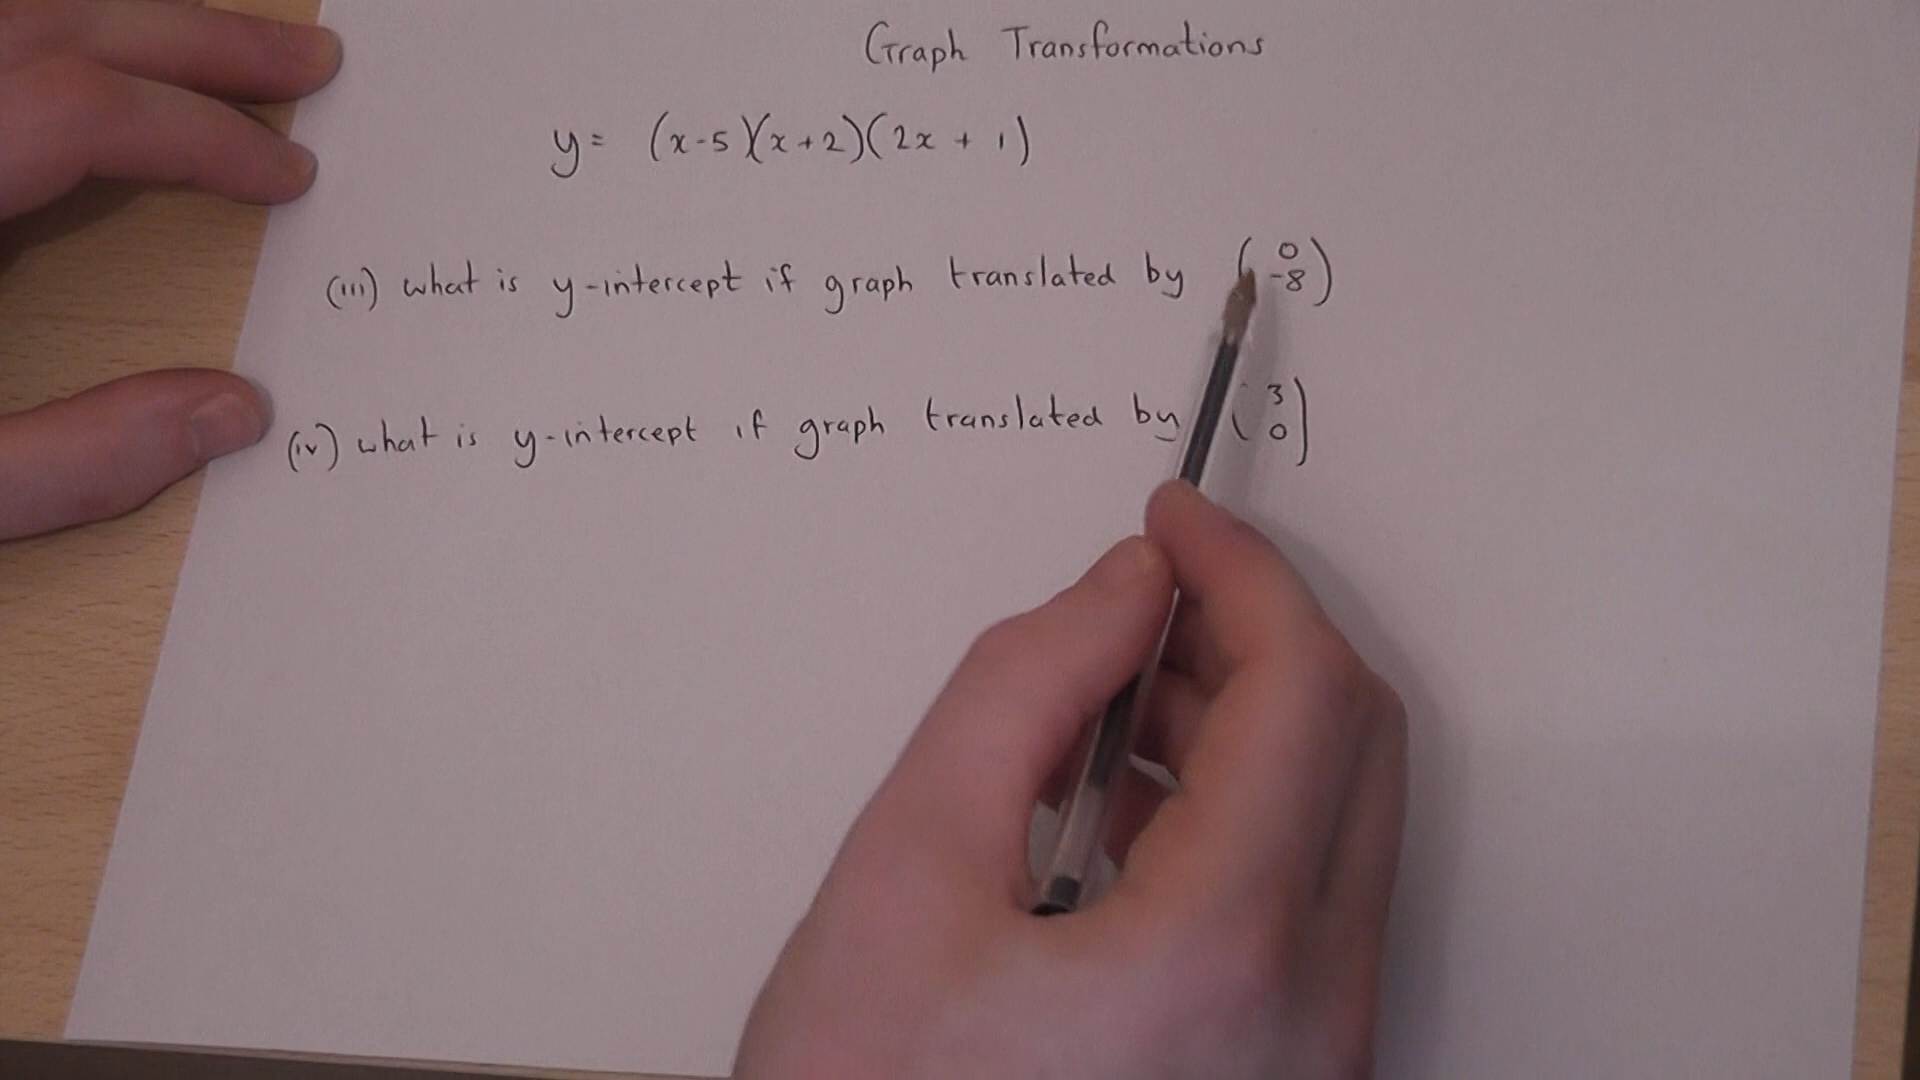 Graph Transformations
y = (x-5)(x+2)(2x + 1)
(iii) what is y-intercept if graph translated by (0 -8)
(iv) what is y-intercept if graph translated by (3 0)